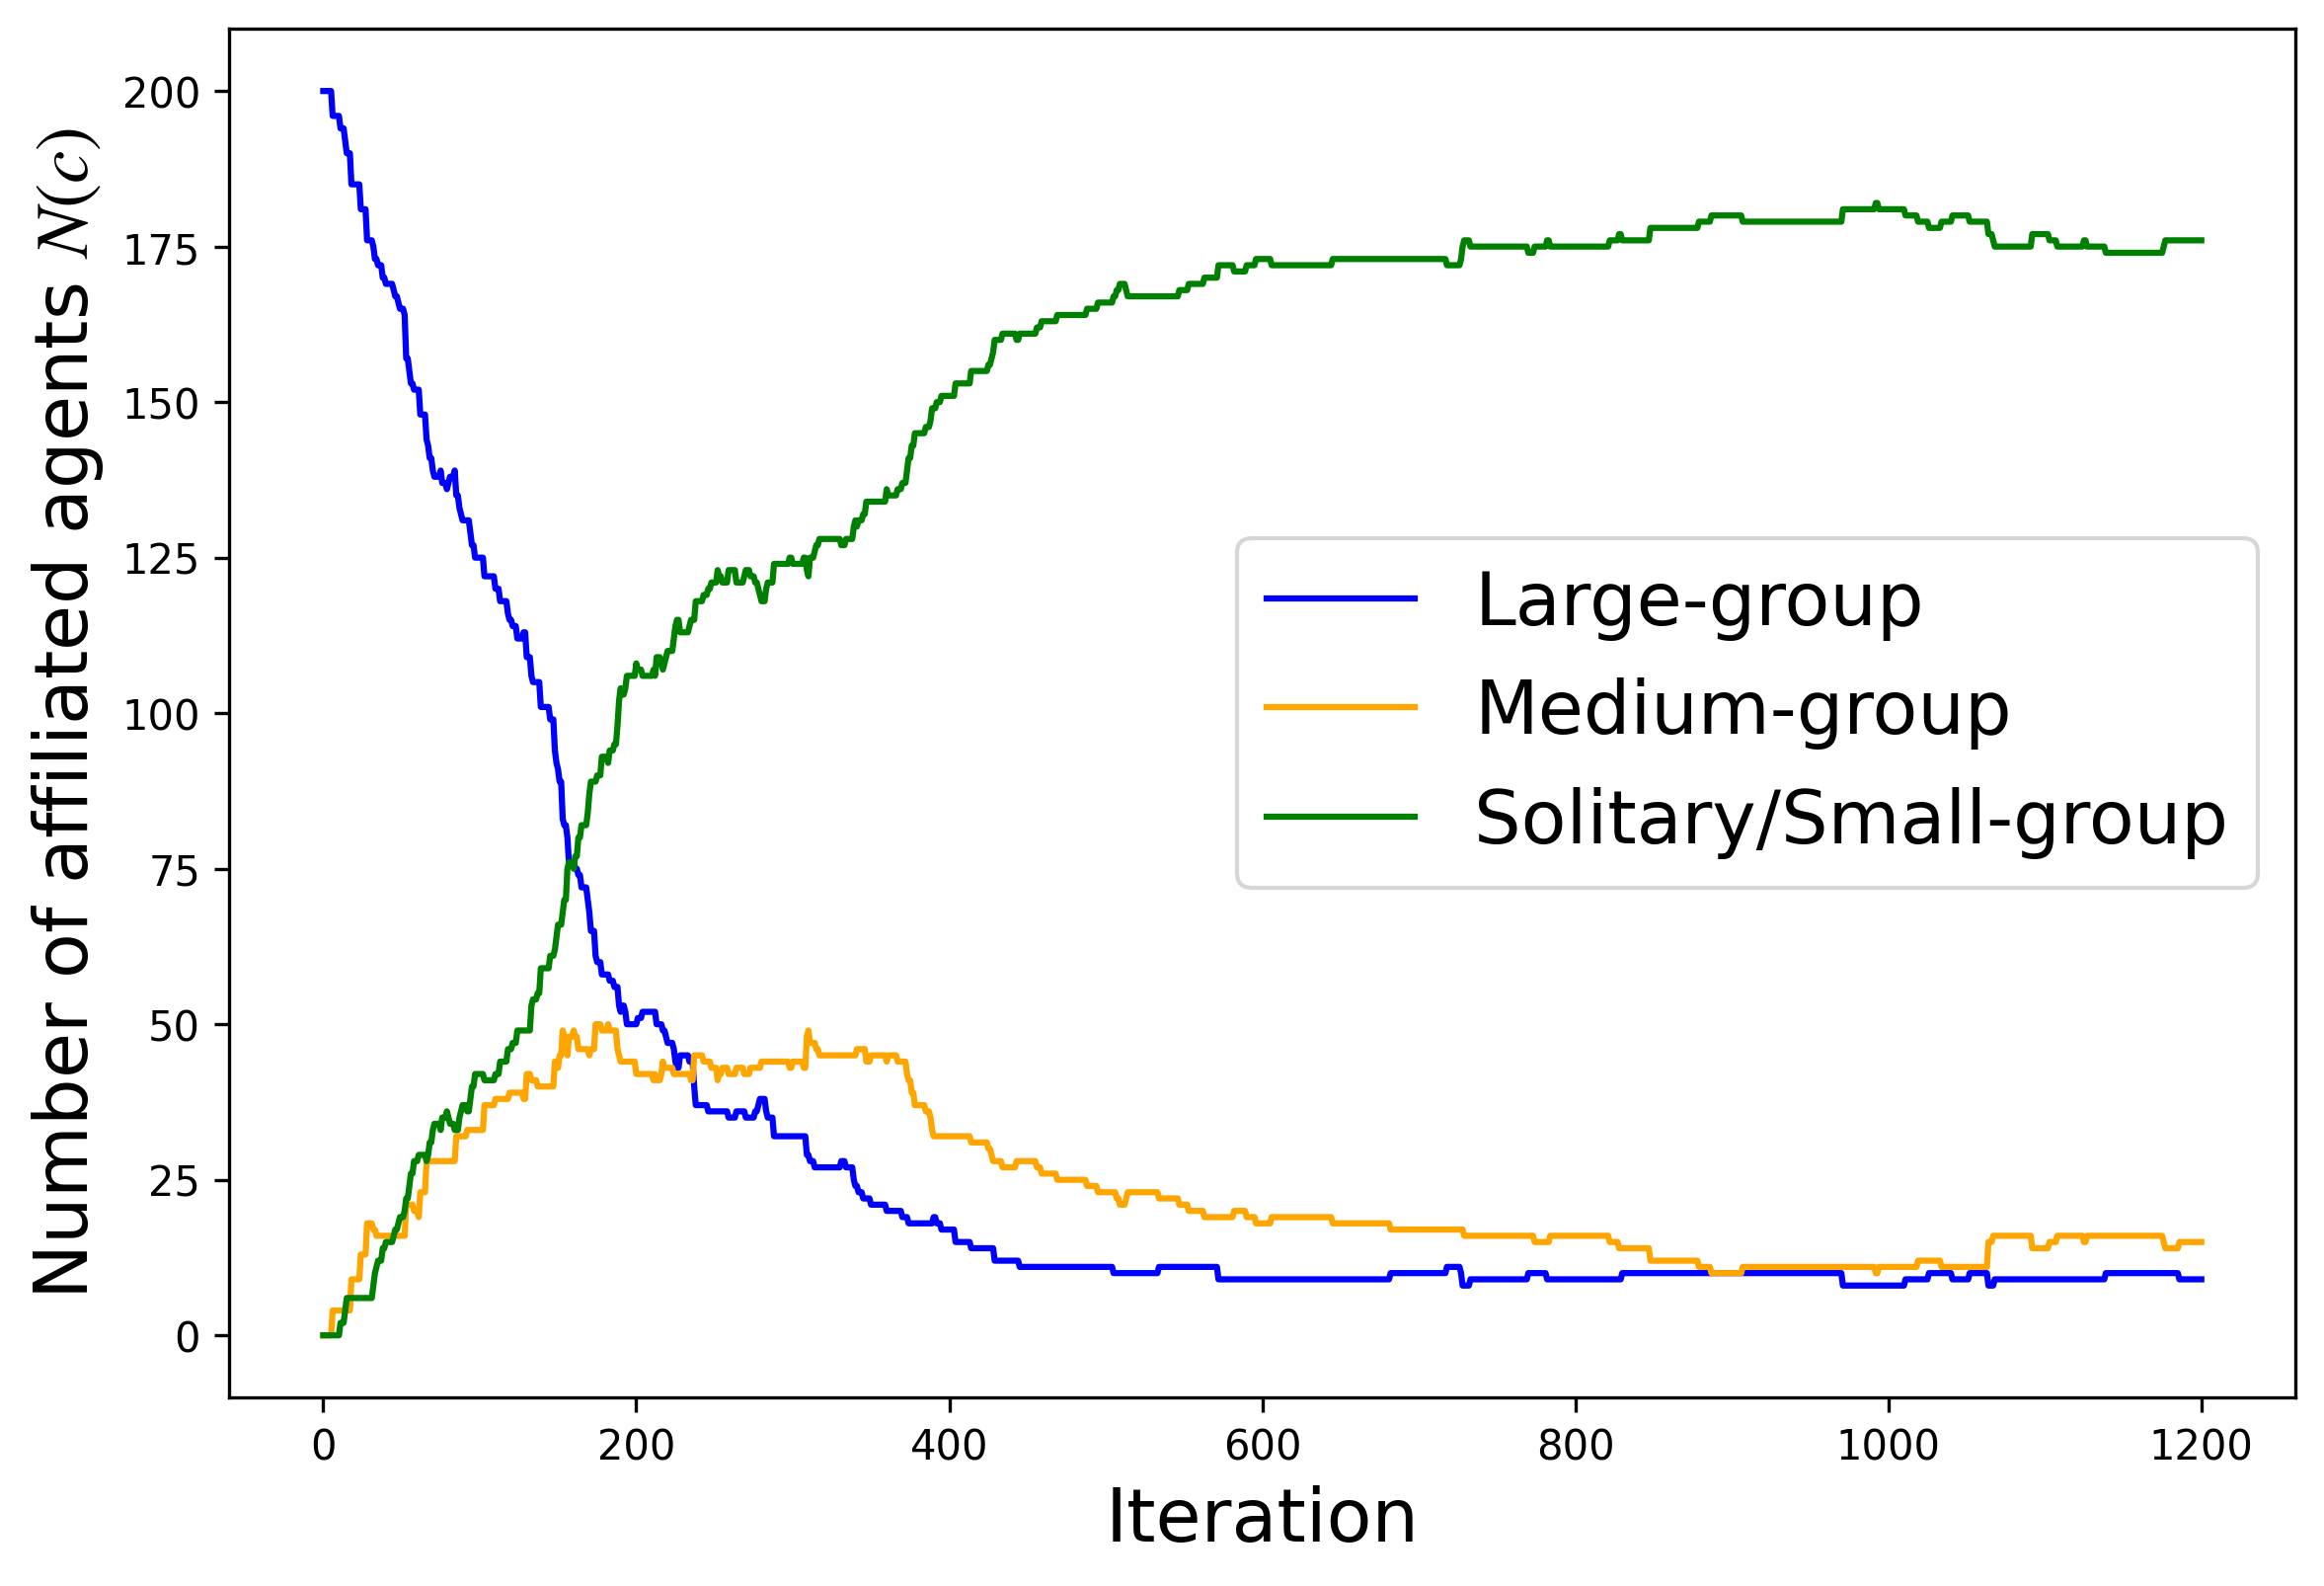 Number of affiliated agents N(c)
200
175
150
125
100
75
50
25
0
Large-group
Medium-group
Solitary/Small-group
0 200 400 600 800 1000 1200
Iteration